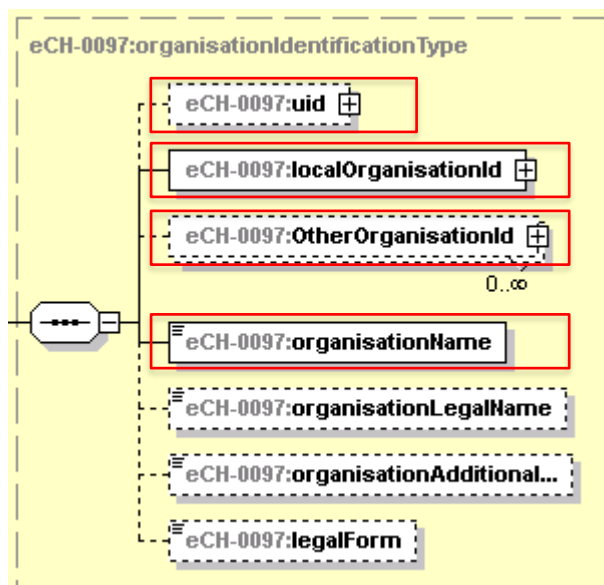 eCH-0097:organisationIdentificationType
eCH-0097:uid
eCH-0097:localOrganisationId
eCH-0097:OtherOrganisationId
0..∞
eCH-0097:organisationName
eCH-0097:organisationLegalName
eCH-0097:organisationAdditional...
eCH-0097:legalForm